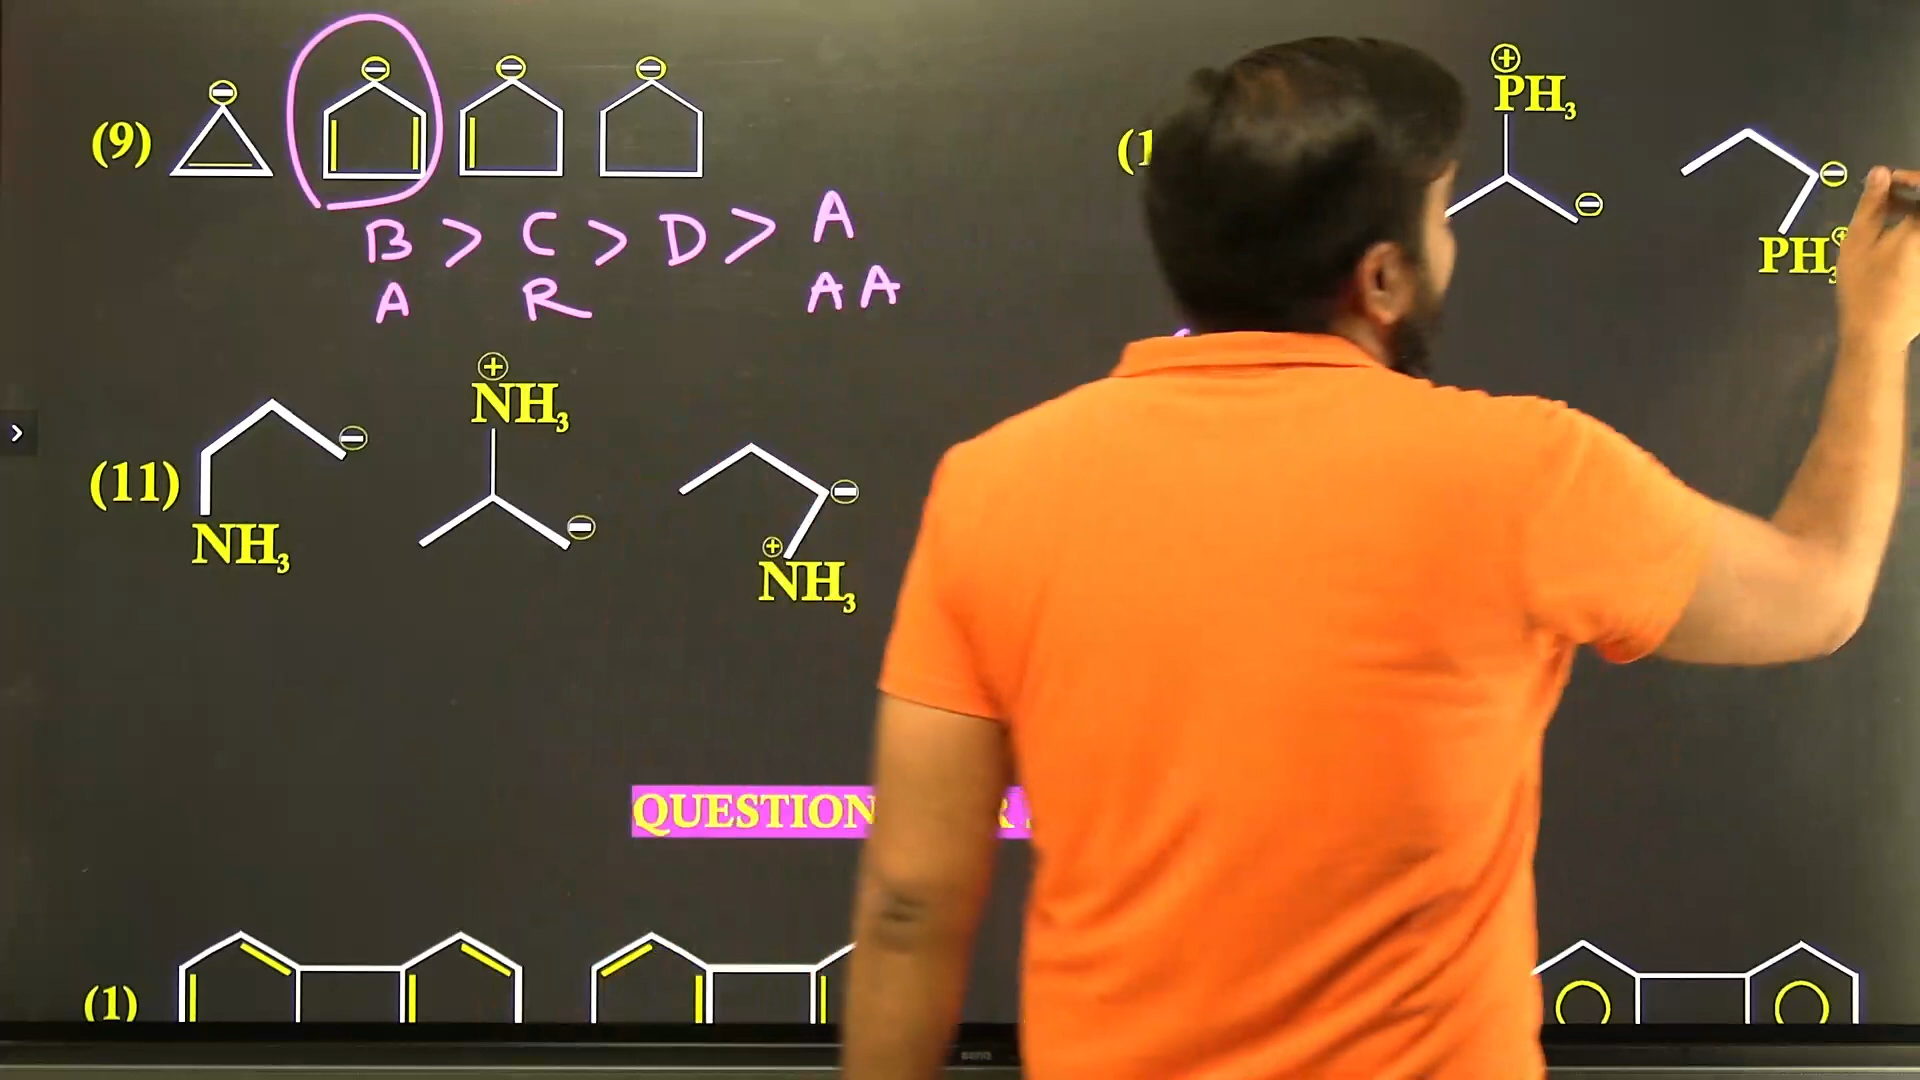 (9) ⊖ ⊖ ⊖ ⊖
B > C > D > A
A R AA
⊕
PH₃
⊖ ⊖
PH₃⊕
(11) ⊖
NH₃
⊕
NH₃
⊖
⊖
⊕
NH₃
QUESTION
(1)